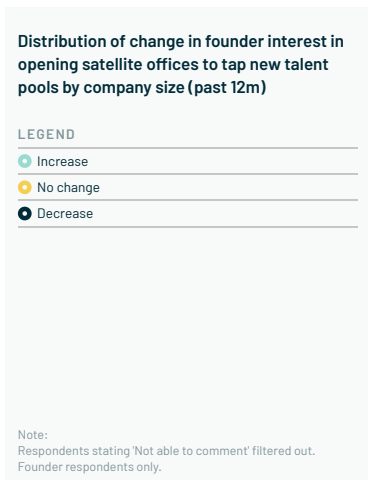 Distribution of change in founder interest in
opening satellite offices to tap new talent
pools by company size (past 12m)
LEGEND
Increase
No change
Decrease
Note:
Respondents stating 'Not able to comment' filtered out.
Founder respondents only.